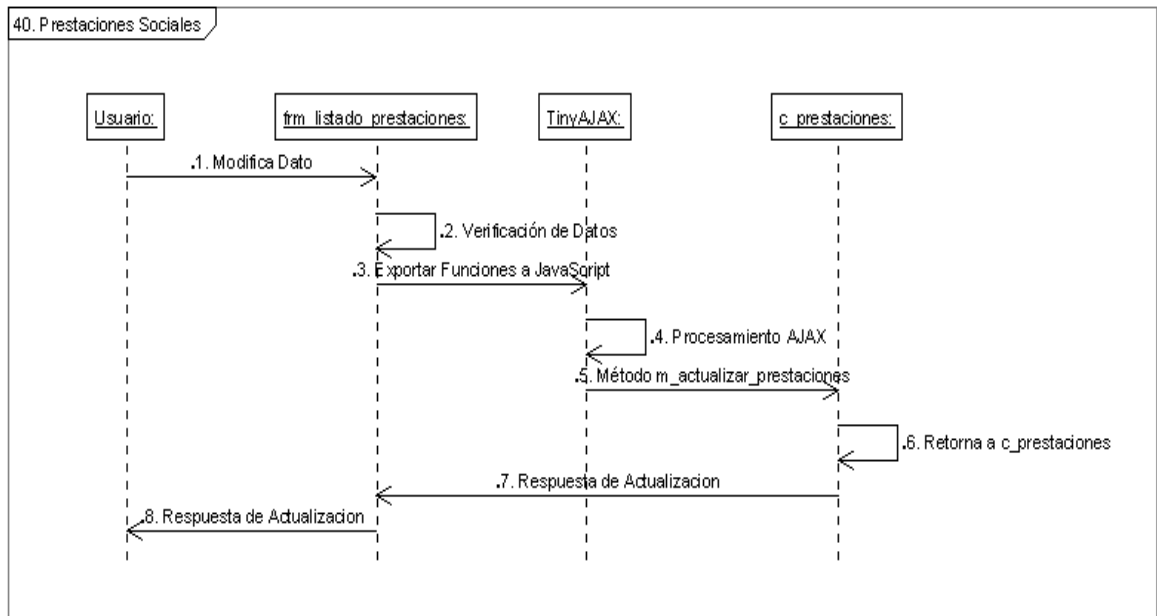 40. Prestaciones Sociales
Usuario:
frm_listado_prestaciones:
TinyAJAX:
c_prestaciones:
.1. Modifica Dato
.2. Verificación de Datos
.3. Exportar Funciones a JavaScript
.4. Procesamiento AJAX
.5. Método m_actualizar_prestaciones
.6. Retorna a c_prestaciones
.7. Respuesta de Actualizacion
.8. Respuesta de Actualizacion